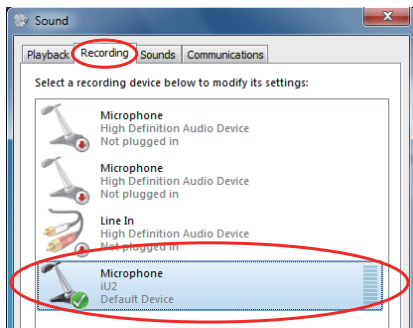 Sound
Playback Recording Sounds Communications
Select a recording device below to modify its settings:
Microphone
High Definition Audio Device
Not plugged in
Microphone
High Definition Audio Device
Not plugged in
Line In
High Definition Audio Device
Not plugged in
Microphone
iU2
Default Device